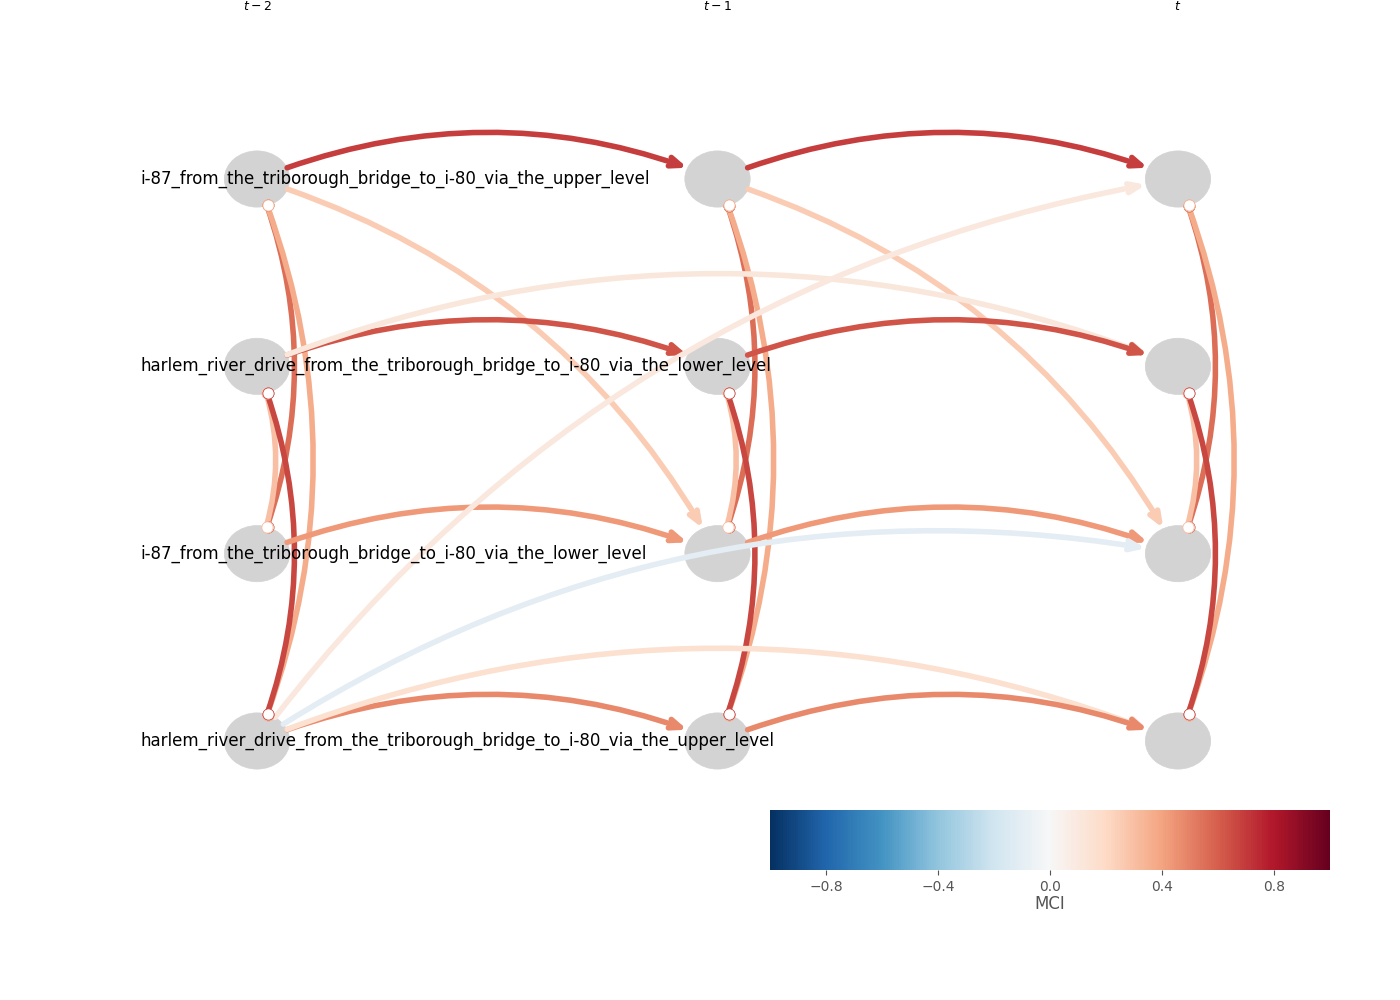 t − 2 t − 1 t
i-87_from_the_triborough_bridge_to_i-80_via_the_upper_level
harlem_river_drive_from_the_triborough_bridge_to_i-80_via_the_lower_level
i-87_from_the_triborough_bridge_to_i-80_via_the_lower_level
harlem_river_drive_from_the_triborough_bridge_to_i-80_via_the_upper_level
−0.8 −0.4 0.0 0.4 0.8
MCI